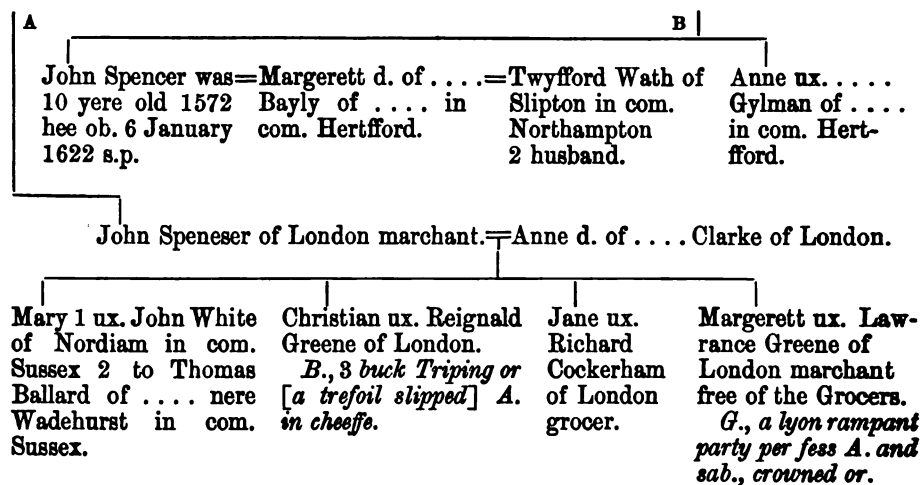 A
B
John Spencer was=Margerett d. of . . . .=Twyfford Wath of
10 yere old 1572
hee ob. 6 January
1622 s.p.
Bayly of . . . . in
com. Hertfford.
Slipton in com.
Northampton
2 husband.
Anne ux. . . . .
Gylman of . . . .
in com. Hert-
fford.
John Speneser of London marchant.=Anne d. of . . . . Clarke of London.
Mary 1 ux. John White
of Nordiam in com.
Sussex 2 to Thomas
Ballard of . . . . nere
Wadehurst in com.
Sussex.
Christian ux. Reignald
Greene of London.
B., 3 buck Triping or
[a trefoil slipped] A.
in cheeffe.
Jane ux.
Richard
Cockerham
of London
grocer.
Margerett ux. Law-
rance Greene of
London marchant
free of the Grocers.
G., a lyon rampant
party per fess A. and
sab., crowned or.